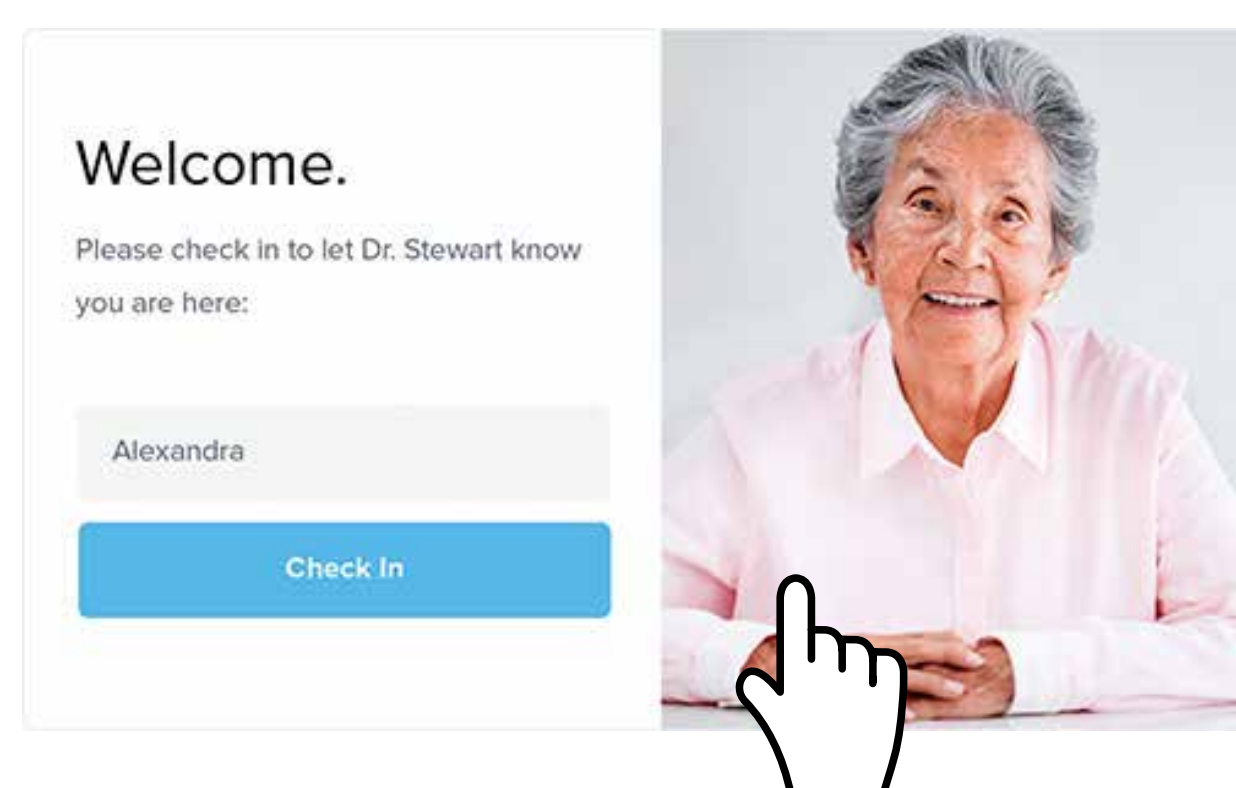 Welcome.
Please check in to let Dr. Stewart know
you are here:
Alexandra
Check In